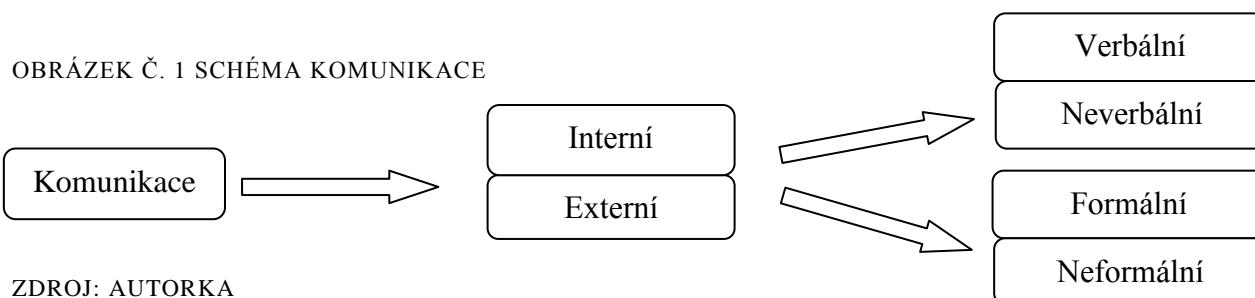 OBRÁZEK Č. 1 SCHÉMA KOMUNIKACE
Komunikace
Interní
Externí
Verbální
Neverbální
Formální
Neformální
ZDROJ: AUTORKA